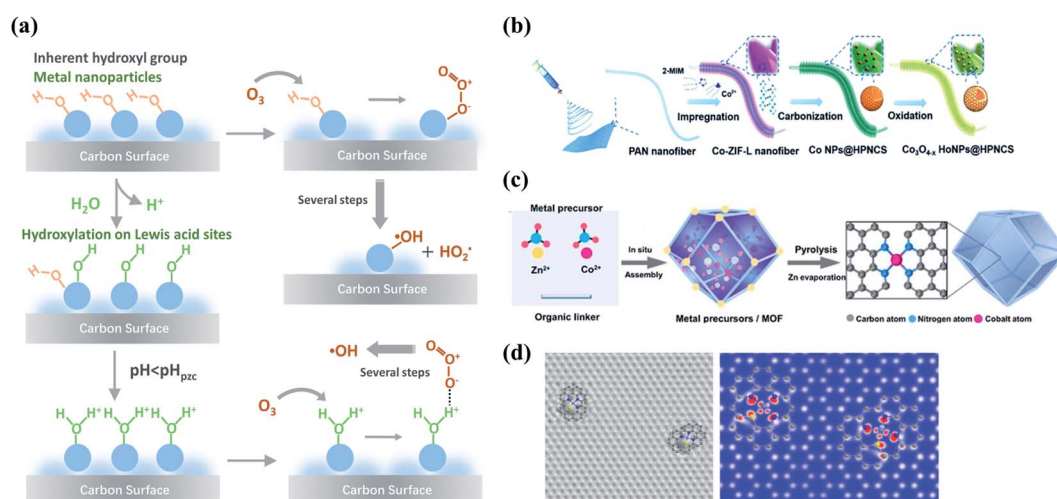 (a)
Inherent hydroxyl group
Metal nanoparticles
H O H O H O
Carbon Surface
O₃
H O
O O⁺ O⁻
Carbon Surface
H₂O H⁺
Several steps
•OH + HO₂•
Carbon Surface
Hydroxylation on Lewis acid sites
H H H
H O O O O
Carbon Surface
pH<pHpzc
•OH
Several steps
O O⁺ O⁻
O₃
H H⁺ H H⁺ H H⁺
O O O
Carbon Surface
H H⁺ H H⁺
O O
Carbon Surface
(b)
2-MIM
Co²⁺
Impregnation
Carbonization
Oxidation
PAN nanofiber
Co-ZIF-L nanofiber
Co NPs@HPNCS
Co₃O₄₋ₓ HoNPs@HPNCS
(c)
Metal precursor
Zn²⁺ Co²⁺
Organic linker
In situ
Assembly
Metal precursors / MOF
Pyrolysis
Zn evaporation
Carbon atom Nitrogen atom Cobalt atom
(d)